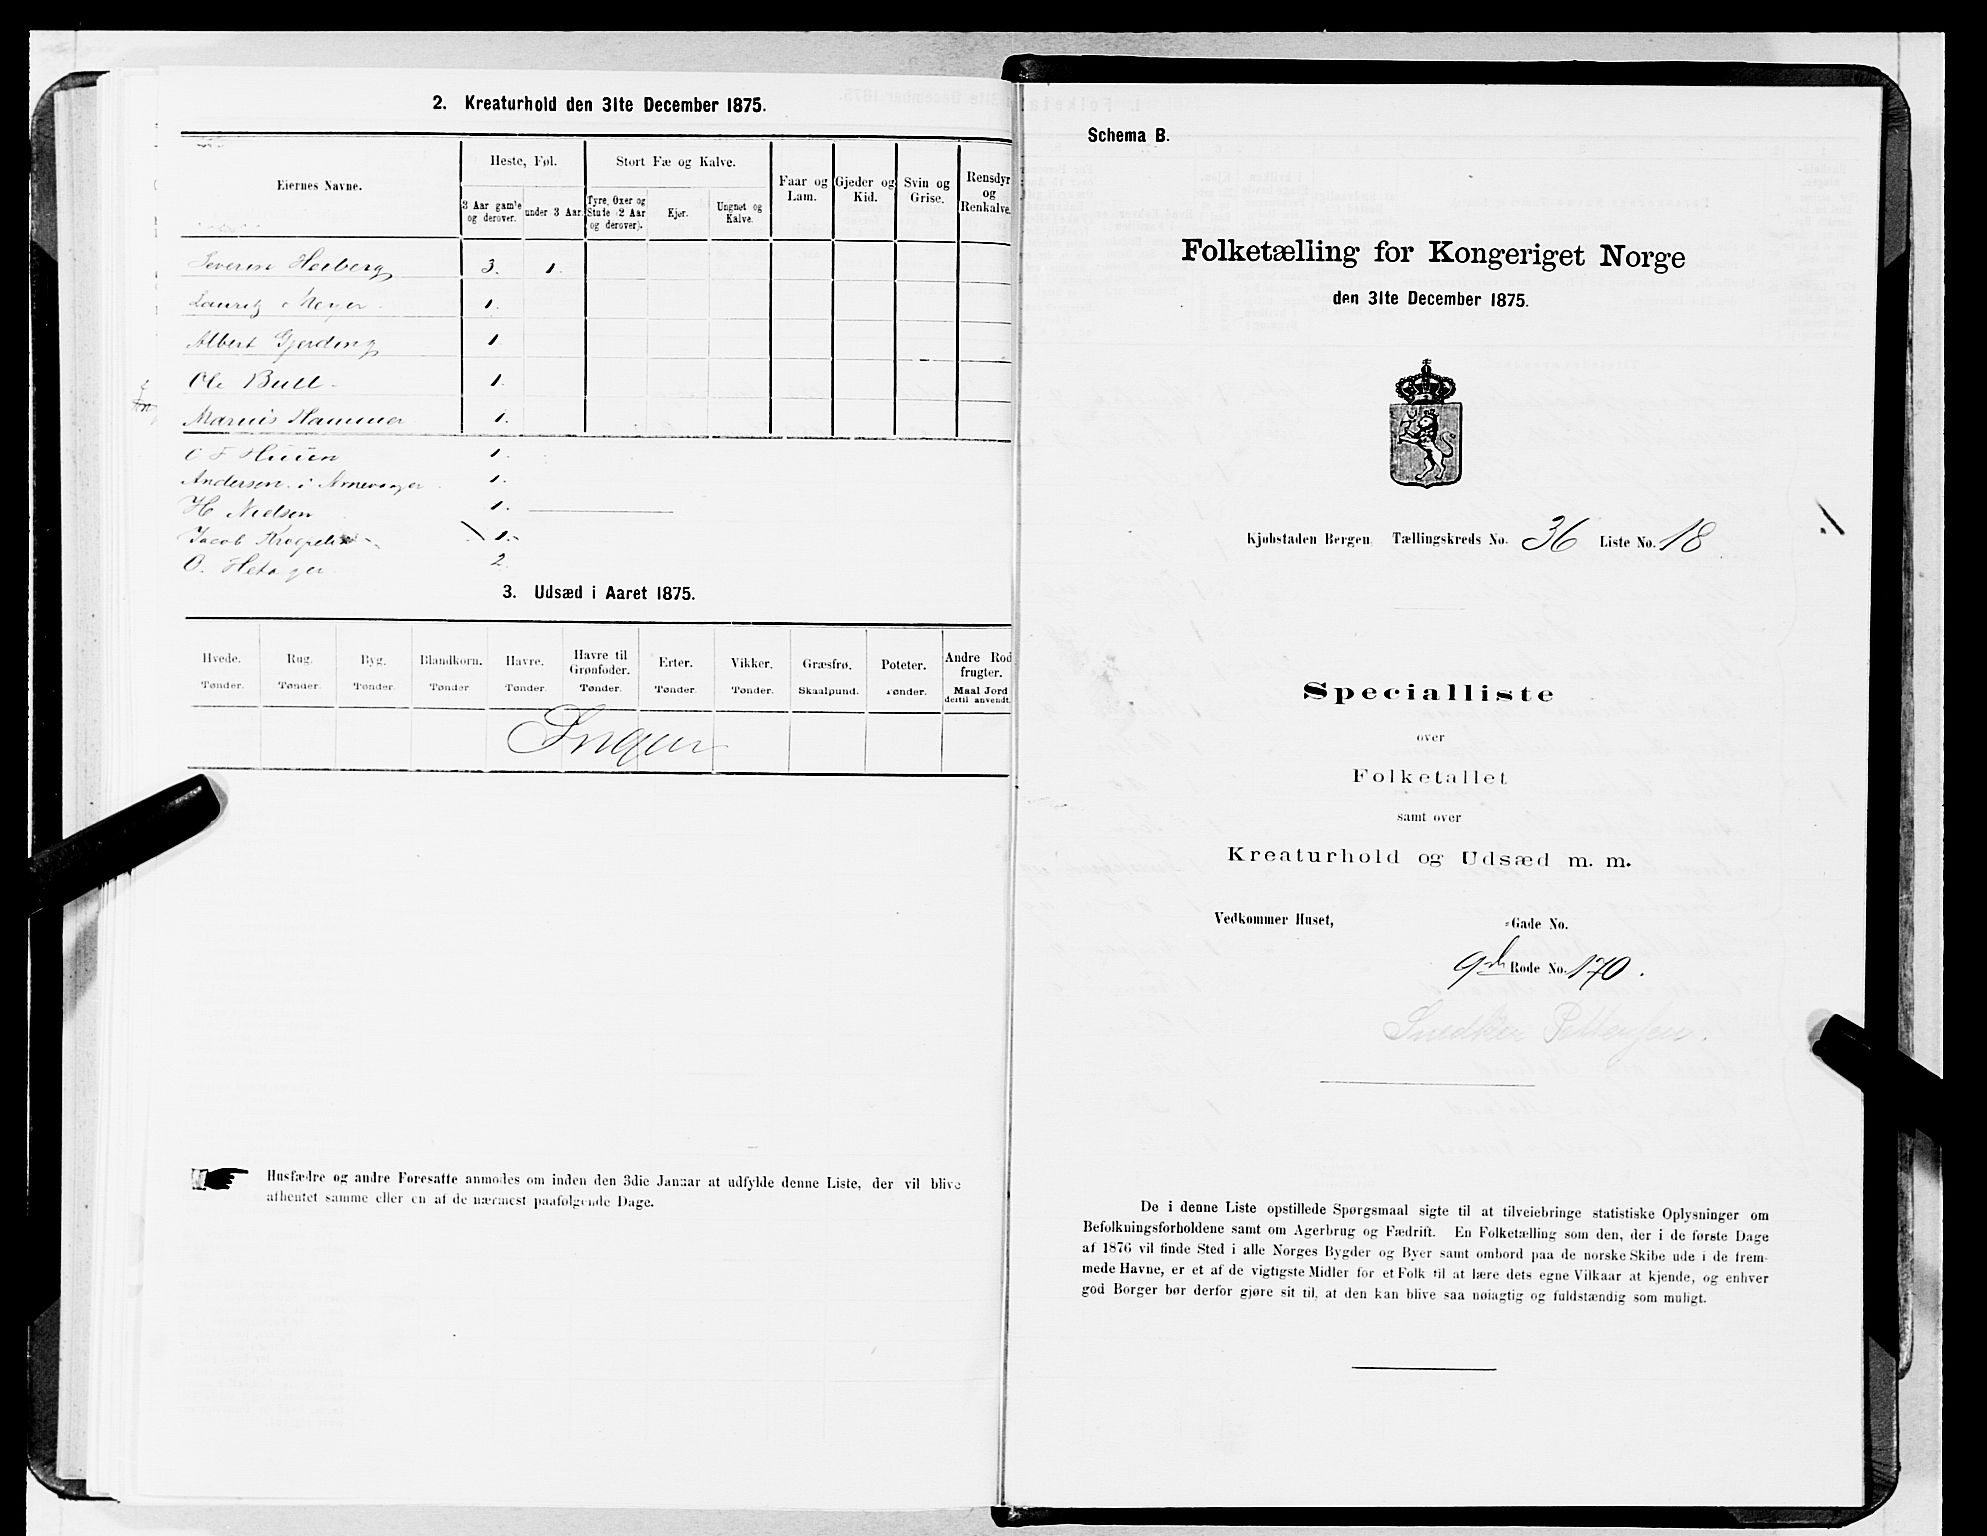 2. Kreaturhold den 31te December 1875.
Eiernes Navne.
Heste, Føl.
Stort Fæ og Kalve.
Faar og Lam.
Gjeder og Kid.
Svin og Grise.
Rensdyr og Renkalve.
3 Aar gamle og derover.
under 3 Aar.
Tyre, Oxer og Stude (2 Aar og derover).
Kjør.
Ungnøt og Kalve.
Severin Heiberg 3. 1.
Lauritz Meyer 1.
Albert Gjerding 1.
Ole Bull 1.
Marius Hammer 1.
1.
Andersen i 1.
H Nielsen 1.
Jacob 1.
O. 2.
3. Udsæd i Aaret 1875.
Hvede. Rug. Byg. Blandkorn. Havre. Havre til Grønfoder. Erter. Vikker. Græsfrø. Poteter. Andre Rodfrugter.
Tønder. Tønder. Tønder. Tønder Tønder. Tønder. Tønder. Tønder. Skaalpund. Tønder. Maal Jord dertil anvendt.
Ingen
Husfædre og andre Foresatte anmodes om inden den 3die Januar at udfylde denne Liste, der vil blive
afhentet samme eller en af de nærmest paafølgende Dage.
Schema B.
Folketælling for Kongeriget Norge
den 31te December 1875.
Kjøbstaden Bergen. Tællingskreds No. 36 Liste No. 18
Specialliste
over
Folketallet
samt over
Kreaturhold og Udsæd m. m.
Vedkommer Huset, -Gade No.
9de Rode No. 170.
Snedker Pettersen.
De i denne Liste opstillede Spørgsmaal sigte til at tilveiebringe statistiske Oplysninger om
Befolkningsforholdene samt om Agerbrug og Fædrift. En Folketælling som den, der i de første Dage
af 1876 vil finde Sted i alle Norges Bygder og Byer samt ombord paa de norske Skibe ude i de frem-
mede Havne, er et af de vigtigste Midler for et Folk til at lære dets egne Vilkaar at kjende, og enhver
god Borger bør derfor gjøre sit til, at den kan blive saa nøiagtig og fuldstændig som muligt.